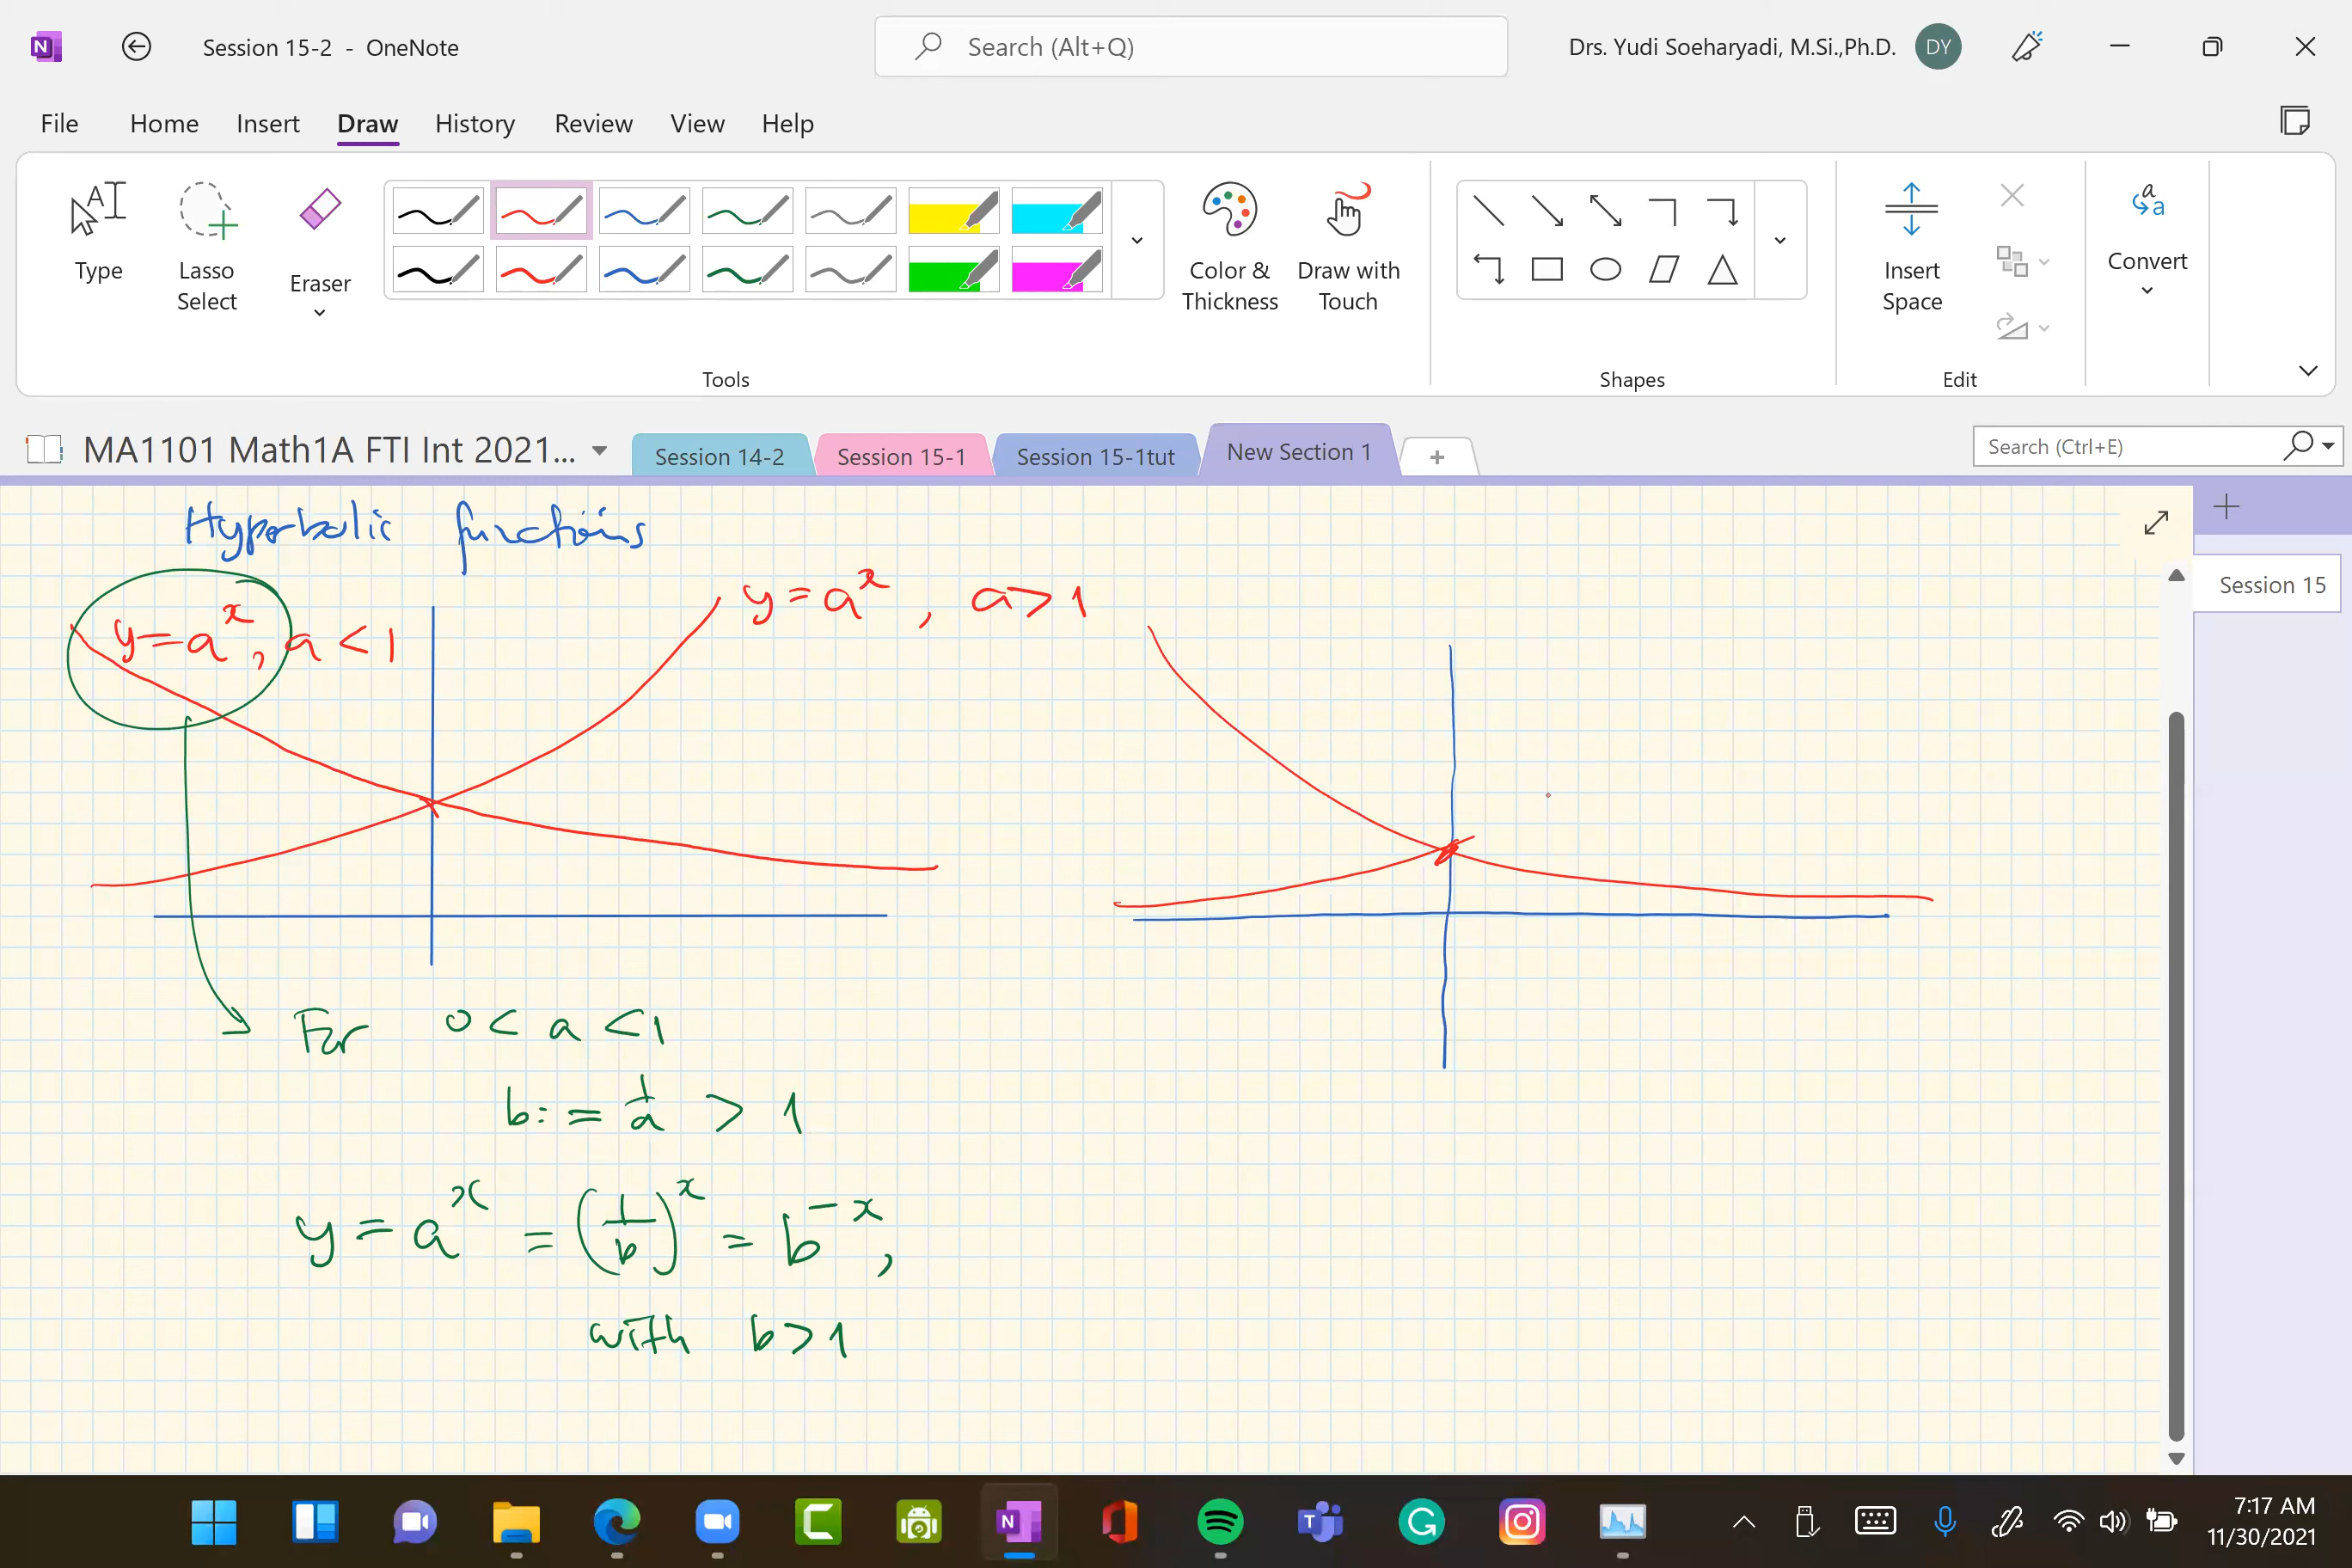 Session 15-2 - OneNote
Search (Alt+Q)
Drs. Yudi Soeharyadi, M.Si.,Ph.D.
DY
File Home Insert Draw History Review View Help
Type
Lasso Select
Eraser
Color & Thickness
Draw with Touch
Insert Space
Convert
Tools
Shapes
Edit
MA1101 Math1A FTI Int 2021...
Session 14-2
Session 15-1
Session 15-1tut
New Section 1
+
Search (Ctrl+E)
Session 15
Hyperbolic functions
y = a^x, a < 1
y = a^x, a > 1
For 0 < a < 1
b := 1/a > 1
y = a^x = (1/b)^x = b^-x,
with b > 1
7:17 AM
11/30/2021